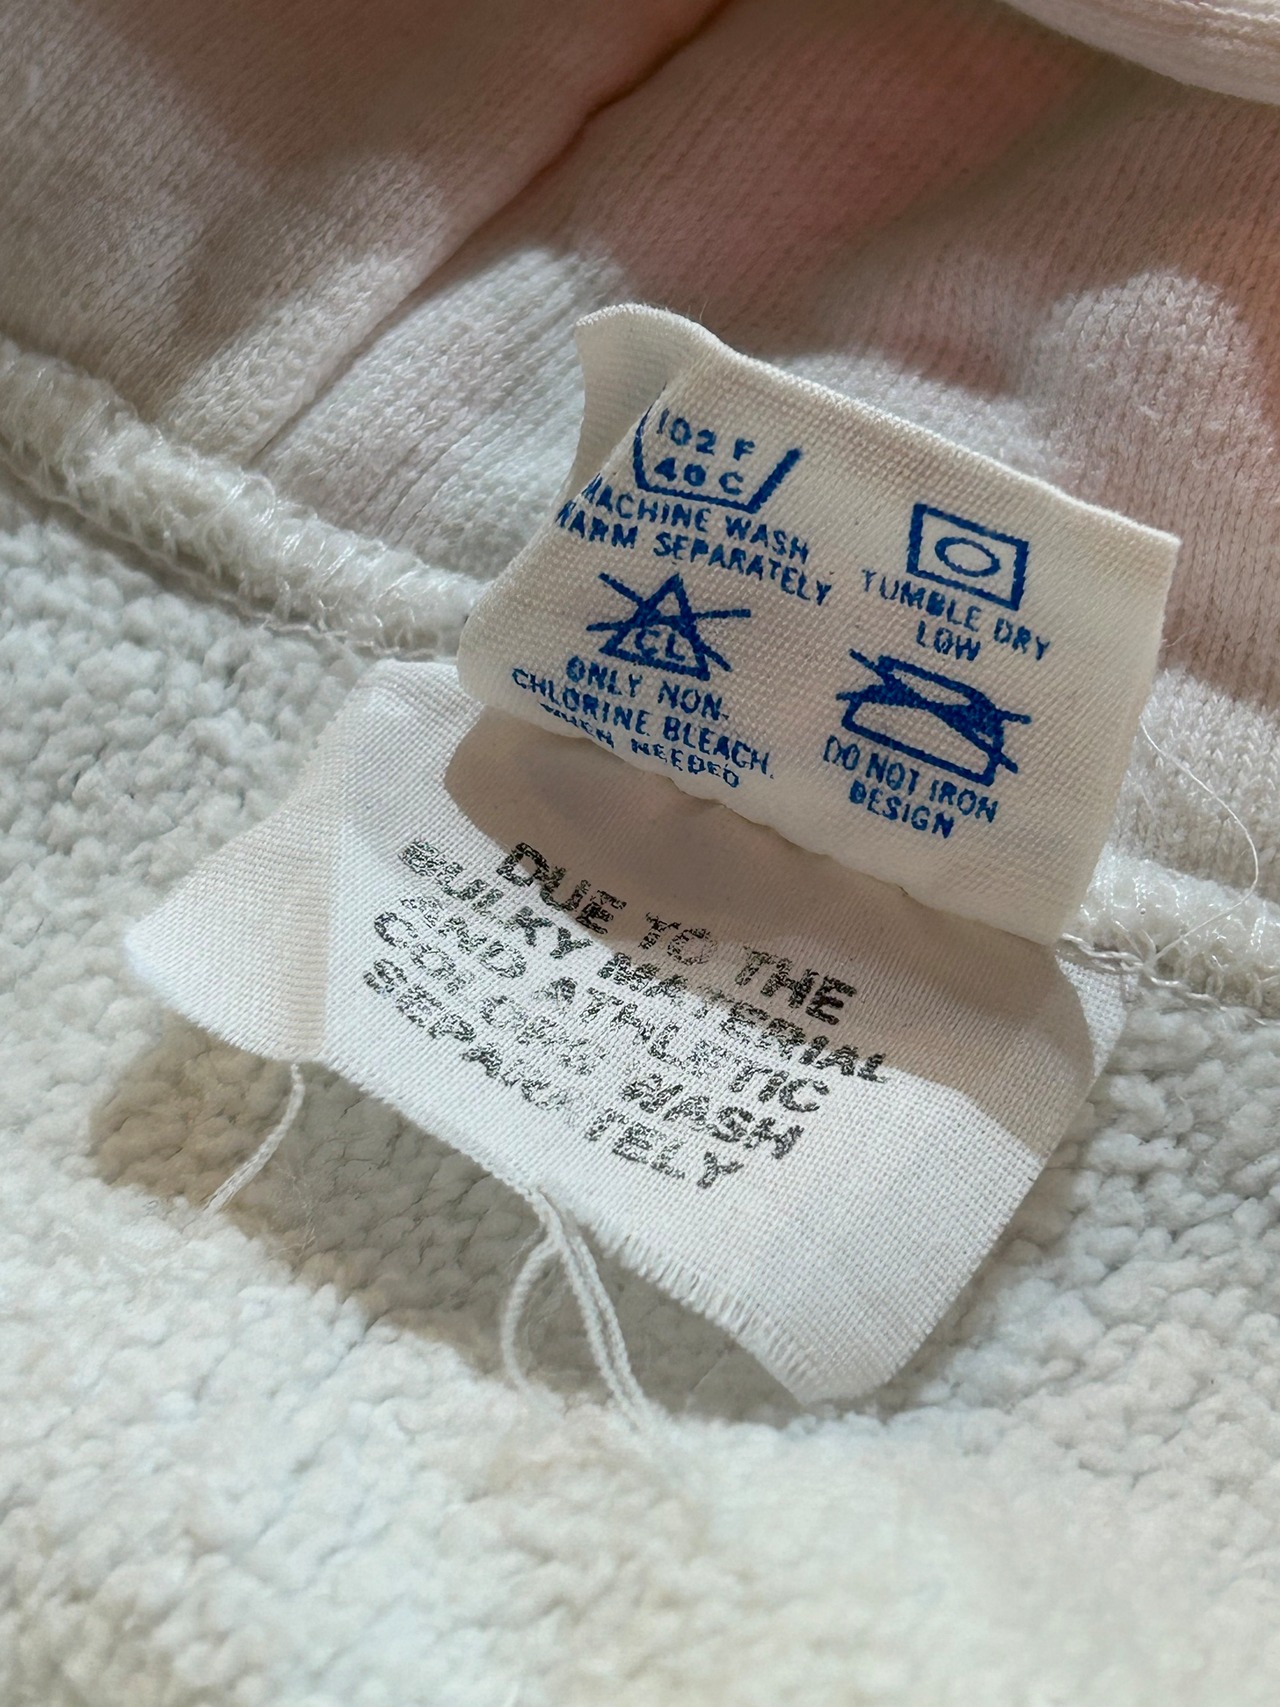 102 F
40 C
MACHINE WASH
WARM SEPARATELY
TUMBLE DRY
LOW
CL
ONLY NON-
CHLORINE BLEACH
WHEN NEEDED
DO NOT IRON
DESIGN
DUE TO THE
BULKY MATERIAL
AND ATHLETIC
COLORS WASH
SEPARATELY